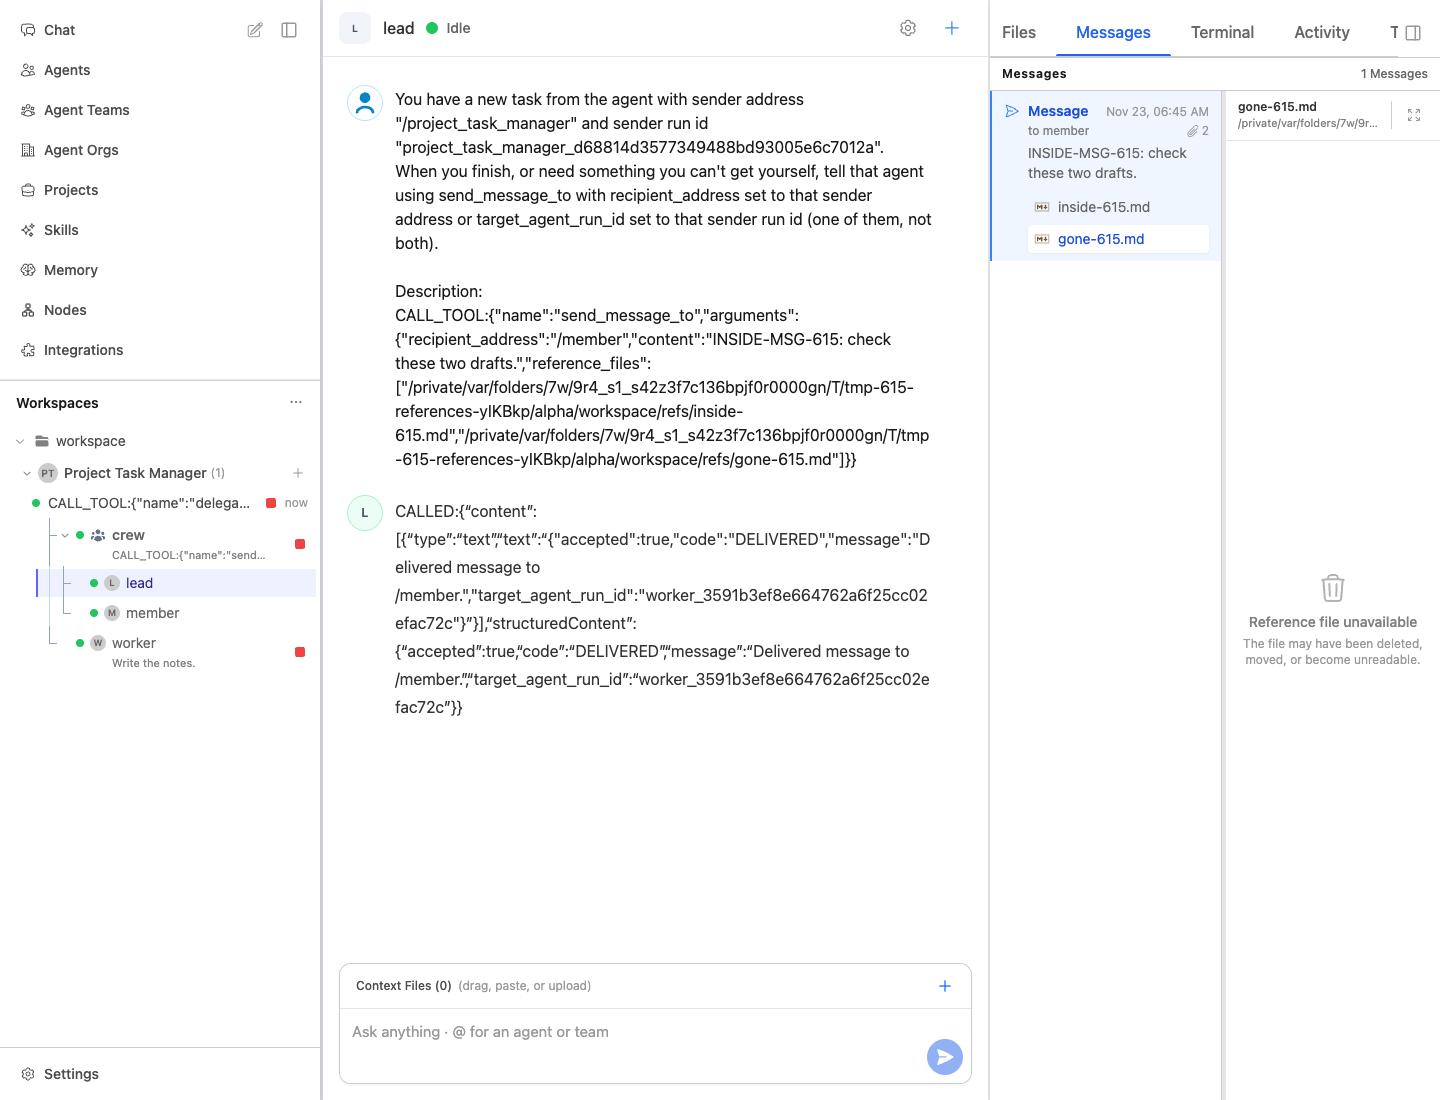 Chat
Agents
Agent Teams
Agent Orgs
Projects
Skills
Memory
Nodes
Integrations
Workspaces
workspace
PT Project Task Manager (1)
CALL_TOOL:{"name":"delega... now
crew
CALL_TOOL:{"name":"send...
L lead
M member
W worker
Write the notes.
Settings
L lead Idle
You have a new task from the agent with sender address
"/project_task_manager" and sender run id
"project_task_manager_d68814d3577349488bd93005e6c7012a".
When you finish, or need something you can't get yourself, tell that agent
using send_message_to with recipient_address set to that sender
address or target_agent_run_id set to that sender run id (one of them, not
both).
Description:
CALL_TOOL:{"name":"send_message_to","arguments":
{"recipient_address":"/member","content":"INSIDE-MSG-615: check
these two drafts.","reference_files":
["/private/var/folders/7w/9r4_s1_s42z3f7c136bpjf0r0000gn/T/tmp-615-
references-ylKBkp/alpha/workspace/refs/inside-
615.md","/private/var/folders/7w/9r4_s1_s42z3f7c136bpjf0r0000gn/T/tmp
-615-references-ylKBkp/alpha/workspace/refs/gone-615.md"]}}
L
CALLED:{“content”:
[{“type”:“text”,“text”:“{"accepted":true,"code":"DELIVERED","message":"D
elivered message to
/member.","target_agent_run_id":"worker_3591b3ef8e664762a6f25cc02
efac72c"}”}],“structuredContent”:
{“accepted”:true,“code”:“DELIVERED”,“message”:“Delivered message to
/member.”,“target_agent_run_id”:“worker_3591b3ef8e664762a6f25cc02e
fac72c”}}
Context Files (0) (drag, paste, or upload)
Ask anything · @ for an agent or team
Files Messages Terminal Activity T
Messages 1 Messages
Message Nov 23, 06:45 AM
to member 2
INSIDE-MSG-615: check
these two drafts.
inside-615.md
gone-615.md
gone-615.md
/private/var/folders/7w/9r...
Reference file unavailable
The file may have been deleted,
moved, or become unreadable.